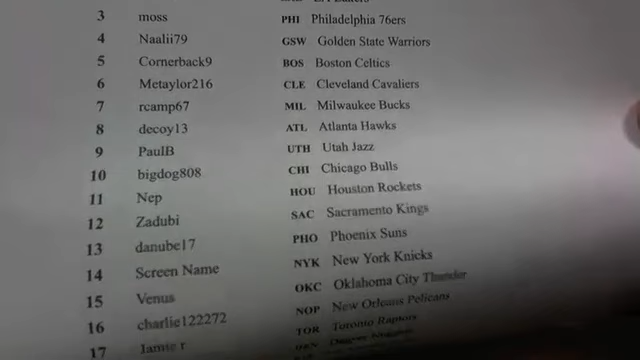 3 moss PHI Philadelphia 76ers
4 Naalii79 GSW Golden State Warriors
5 Cornerback9 BOS Boston Celtics
6 Metaylor216 CLE Cleveland Cavaliers
7 rcamp67 MIL Milwaukee Bucks
8 decoy13 ATL Atlanta Hawks
9 PaulB UTH Utah Jazz
10 bigdog808 CHI Chicago Bulls
11 Nep HOU Houston Rockets
12 Zadubi SAC Sacramento Kings
13 danube17 PHO Phoenix Suns
14 Screen Name NYK New York Knicks
15 Venus OKC Oklahoma City Thunder
16 charlie122272 NOP New Orleans Pelicans
17 Jamie r TOR Toronto Raptors